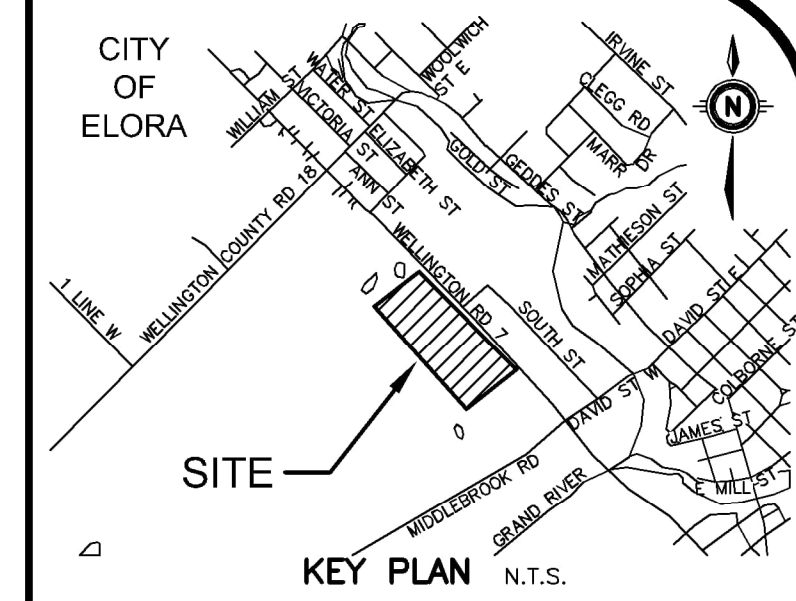 CITY
OF
ELORA
WILLIAM ST
WATER ST
VICTORIA ST
ELIZABETH ST
ANN ST
WOOLWICH
ST E
IRVINE ST
CLEGG RD
MARR DR
GOLD ST
GEDDES ST
N
MATHIESON ST
SOPHIA ST
WELLINGTON COUNTY RD 18
1 LINE W
WELLINGTON RD 7
SOUTH ST
DAVID ST E
DAVID ST W
COLBORNE ST
JAMES ST
E MILL ST
SITE
MIDDLEBROOK RD
GRAND RIVER
KEY PLAN N.T.S.